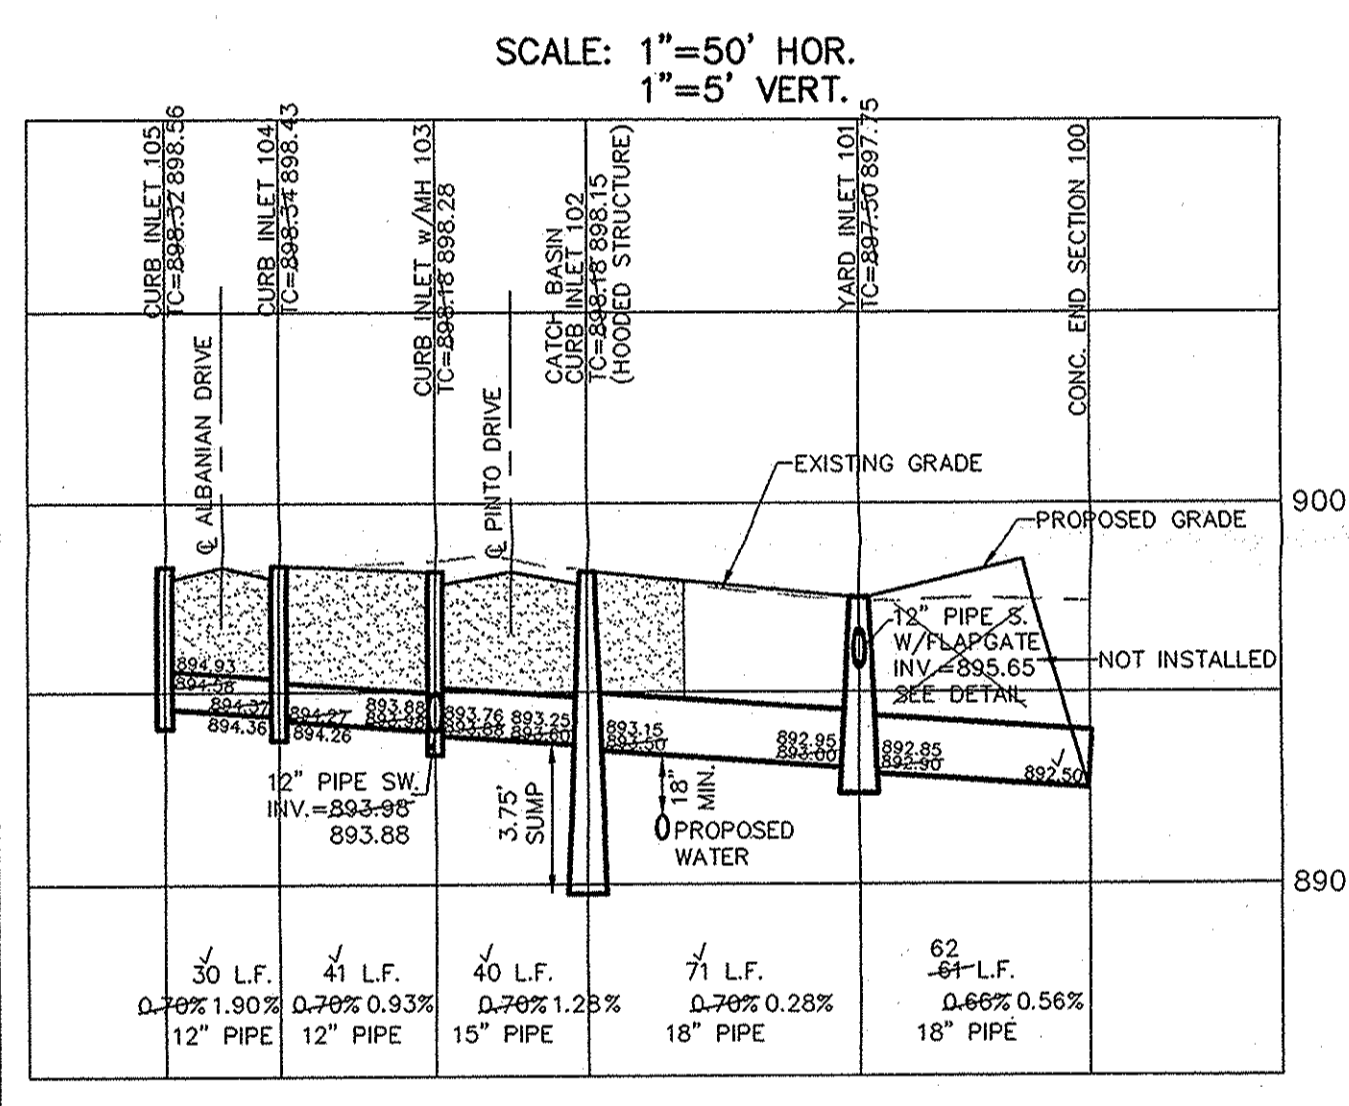 SCALE: 1"=50' HOR.
1"=5' VERT.
CURB INLET 105
TC=898.32 898.56
CURB INLET 104
TC=898.34 898.43
CURB INLET w/MH 103
TC=898.18 898.28
CATCH BASIN
CURB INLET 102
TC=898.18 898.15
(HOODED STRUCTURE)
YARD INLET 101
TC=897.50 897.75
CONC. END SECTION 100
℄ ALBANIAN DRIVE
℄ PINTO DRIVE
EXISTING GRADE
900
PROPOSED GRADE
12" PIPE S.
W/FLAPGATE
INV.=895.65
SEE DETAIL
NOT INSTALLED
894.93
894.58
894.37
894.36
894.27
894.26
893.88
893.98
893.76
893.88
893.25
893.60
893.15
893.50
892.95
893.00
892.85
892.90
892.50
12" PIPE SW.
INV.=893.98
893.88
3.75'
SUMP
18"
MIN.
PROPOSED
WATER
890
30 L.F.
0.70% 1.90%
12" PIPE
41 L.F.
0.70% 0.93%
12" PIPE
40 L.F.
0.70% 1.28%
15" PIPE
71 L.F.
0.70% 0.28%
18" PIPE
62
61 L.F.
0.66% 0.56%
18" PIPE